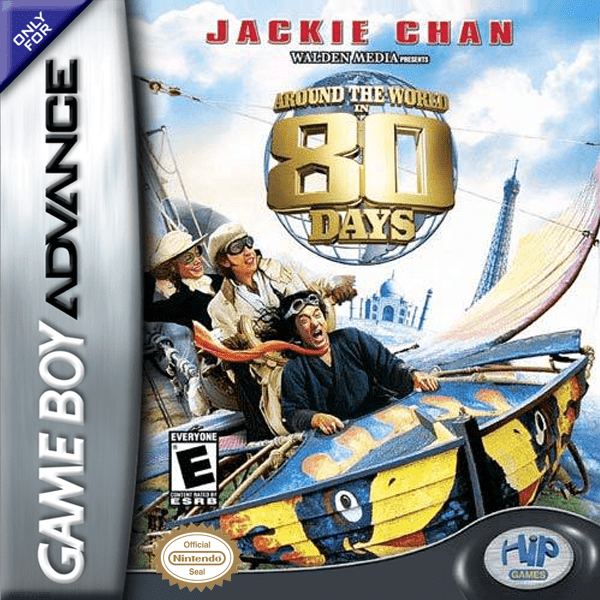 ONLY
FOR
GAME BOY ADVANCE
JACKIE CHAN
WALDEN MEDIA PRESENTS
AROUND THE WORLD
IN
80
DAYS
EVERYONE
E
CONTENT RATED BY
ESRB
Official
Nintendo
Seal
HIP
GAMES